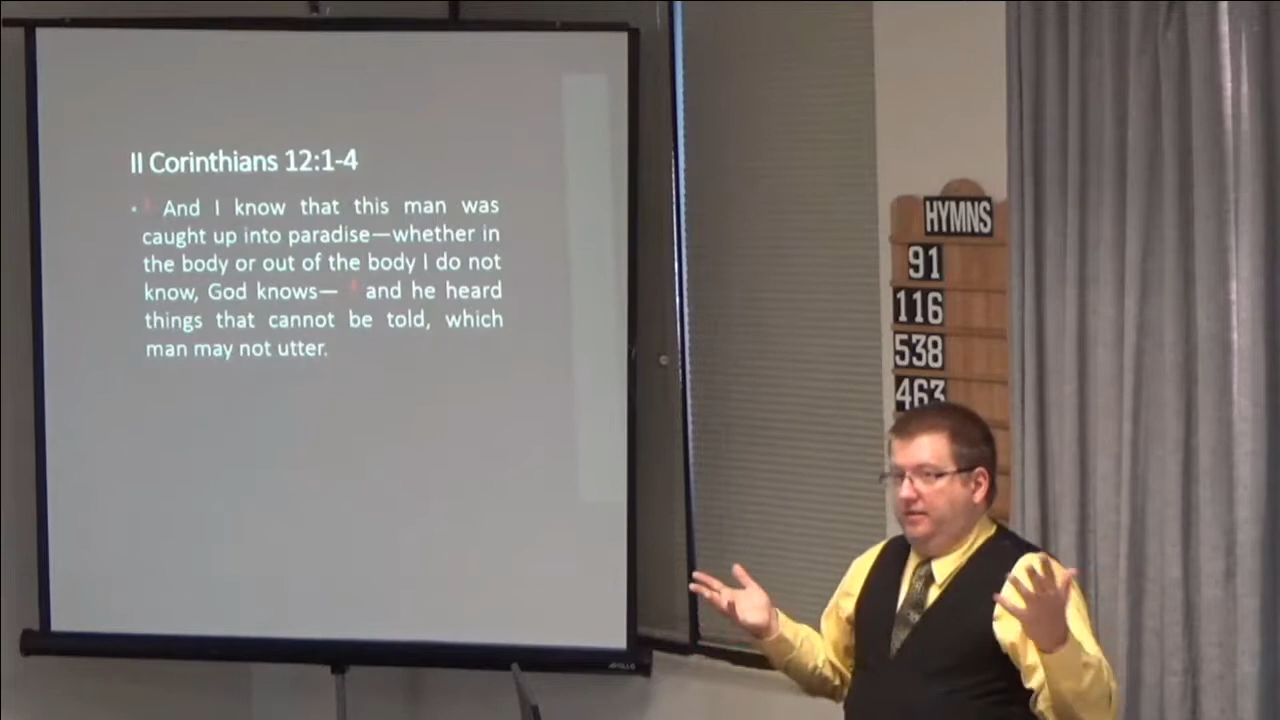 II Corinthians 12:1-4
• And I know that this man was
caught up into paradise—whether in
the body or out of the body I do not
know, God knows— and he heard
things that cannot be told, which
man may not utter.
HYMNS
91
116
538
463
APOLLO